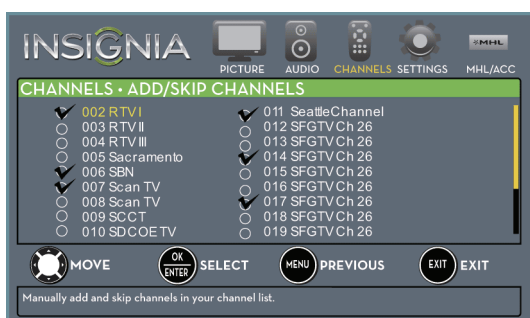 INSIGNIA
PICTURE AUDIO CHANNELS SETTINGS MHL/ACC
MHL
CHANNELS • ADD/SKIP CHANNELS
002 RTV I
003 RTV II
004 RTV III
005 Sacramento
006 SBN
007 Scan TV
008 Scan TV
009 SCCT
010 SDCOE TV
011 SeattleChannel
012 SFGTV Ch 26
013 SFGTV Ch 26
014 SFGTV Ch 26
015 SFGTV Ch 26
016 SFGTV Ch 26
017 SFGTV Ch 26
018 SFGTV Ch 26
019 SFGTV Ch 26
MOVE OK ENTER SELECT MENU PREVIOUS EXIT EXIT
Manually add and skip channels in your channel list.